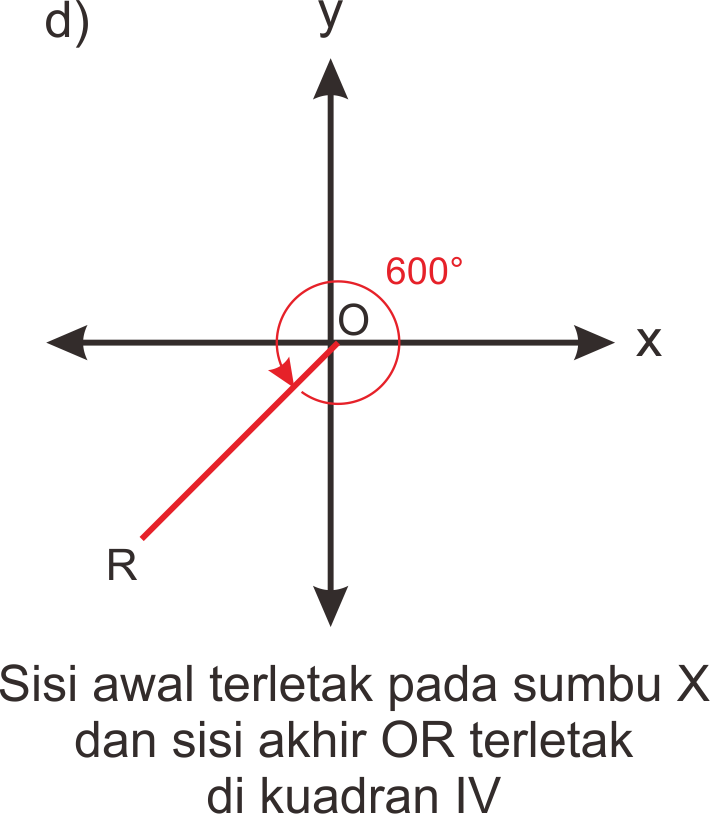 d)
y
600°
O
x
R
Sisi awal terletak pada sumbu X
dan sisi akhir OR terletak
di kuadran IV